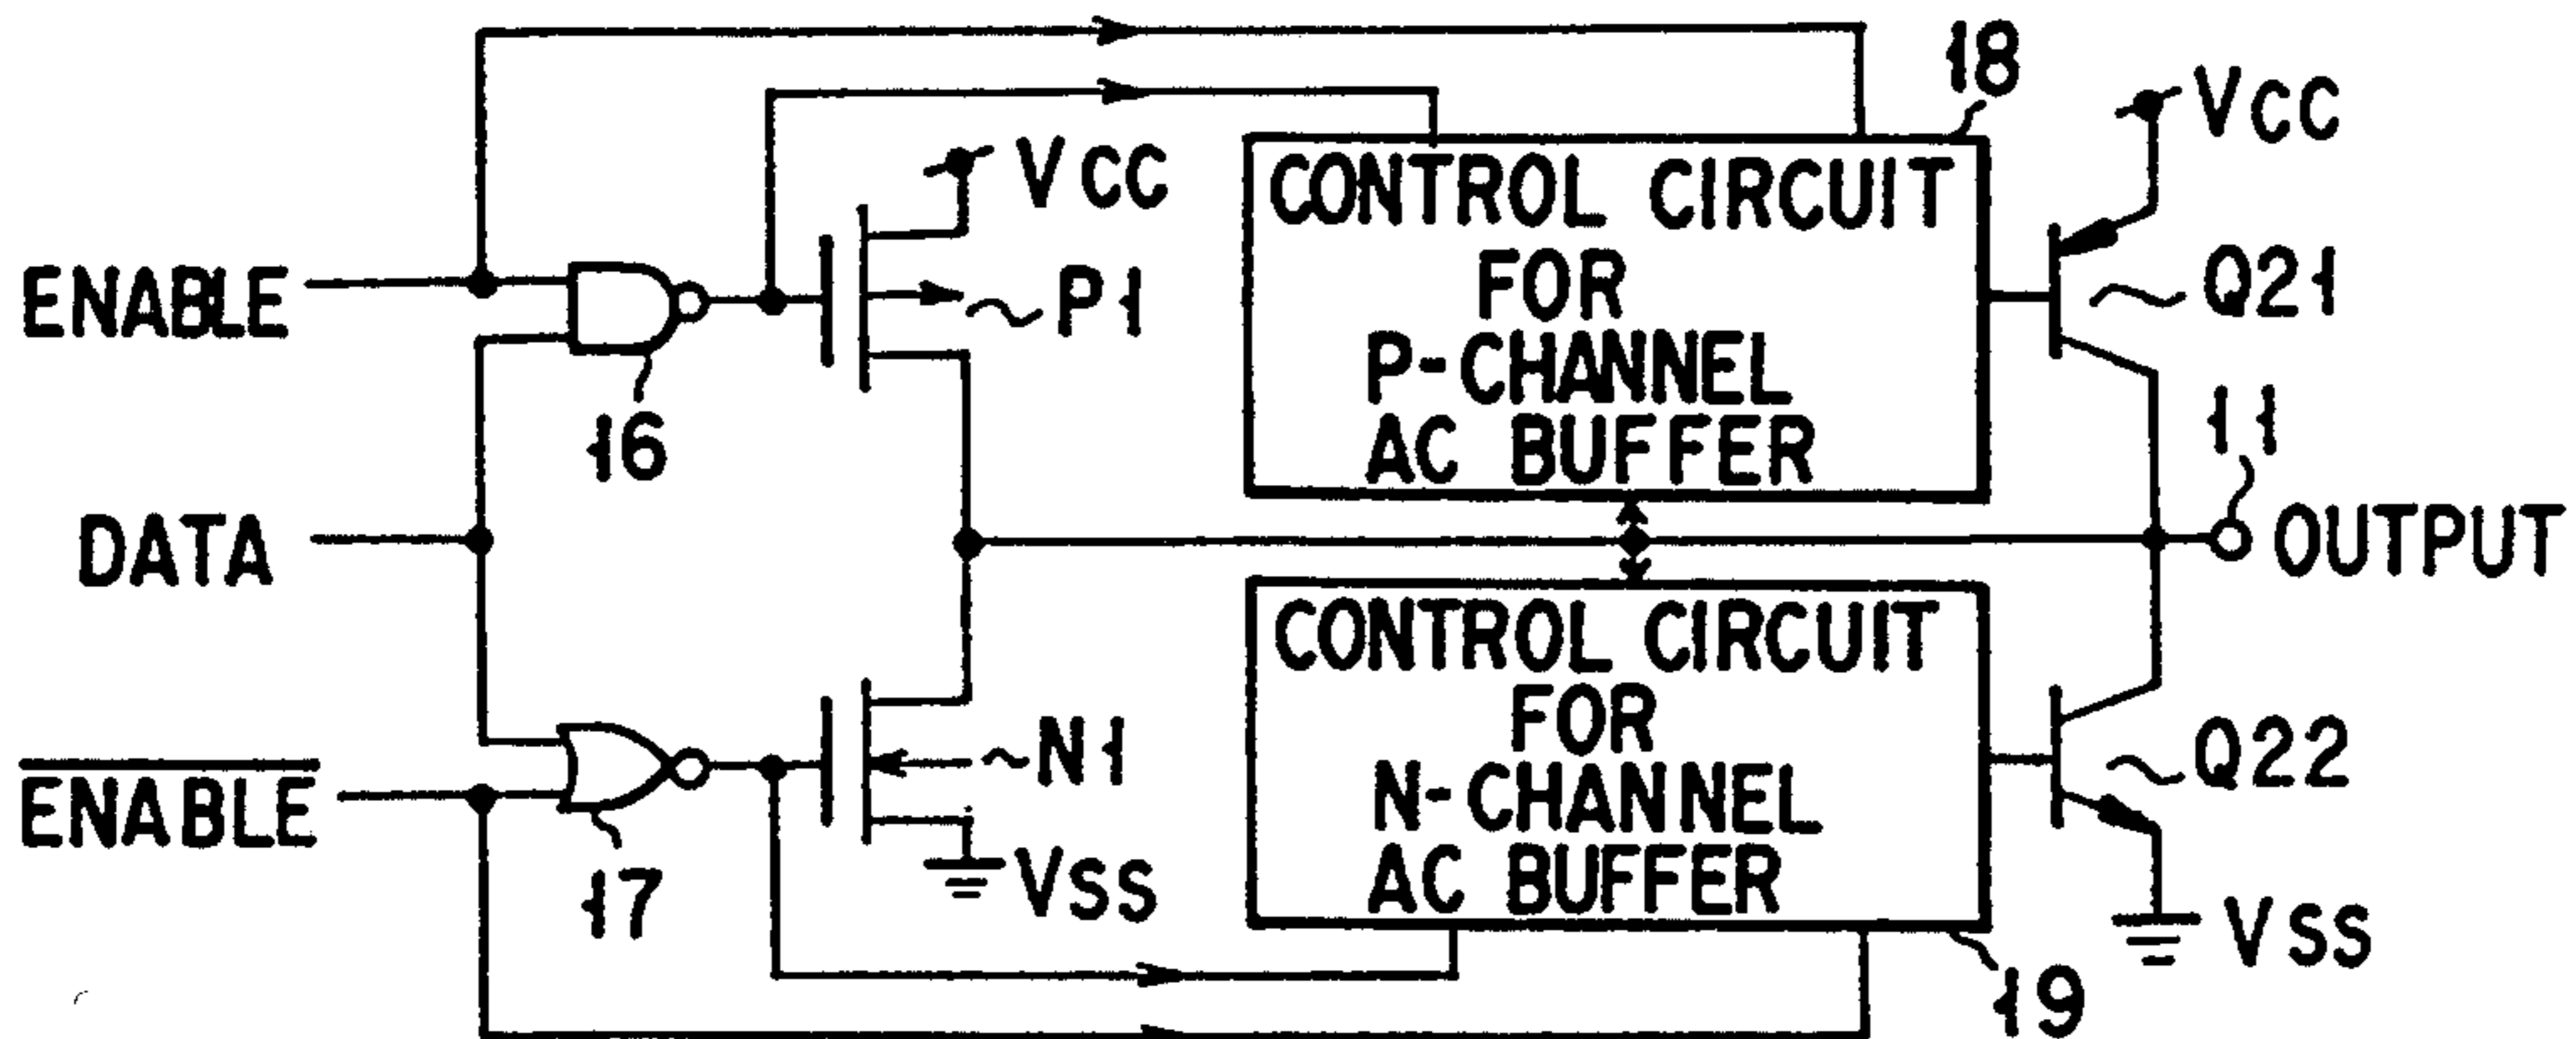 18
VCC
VCC
CONTROL CIRCUIT
FOR
P-CHANNEL
AC BUFFER
ENABLE
P1
Q21
16
11
DATA
OUTPUT
CONTROL CIRCUIT
FOR
N-CHANNEL
AC BUFFER
N1
Q22
E̅N̅A̅B̅L̅E̅
17
VSS
VSS
19